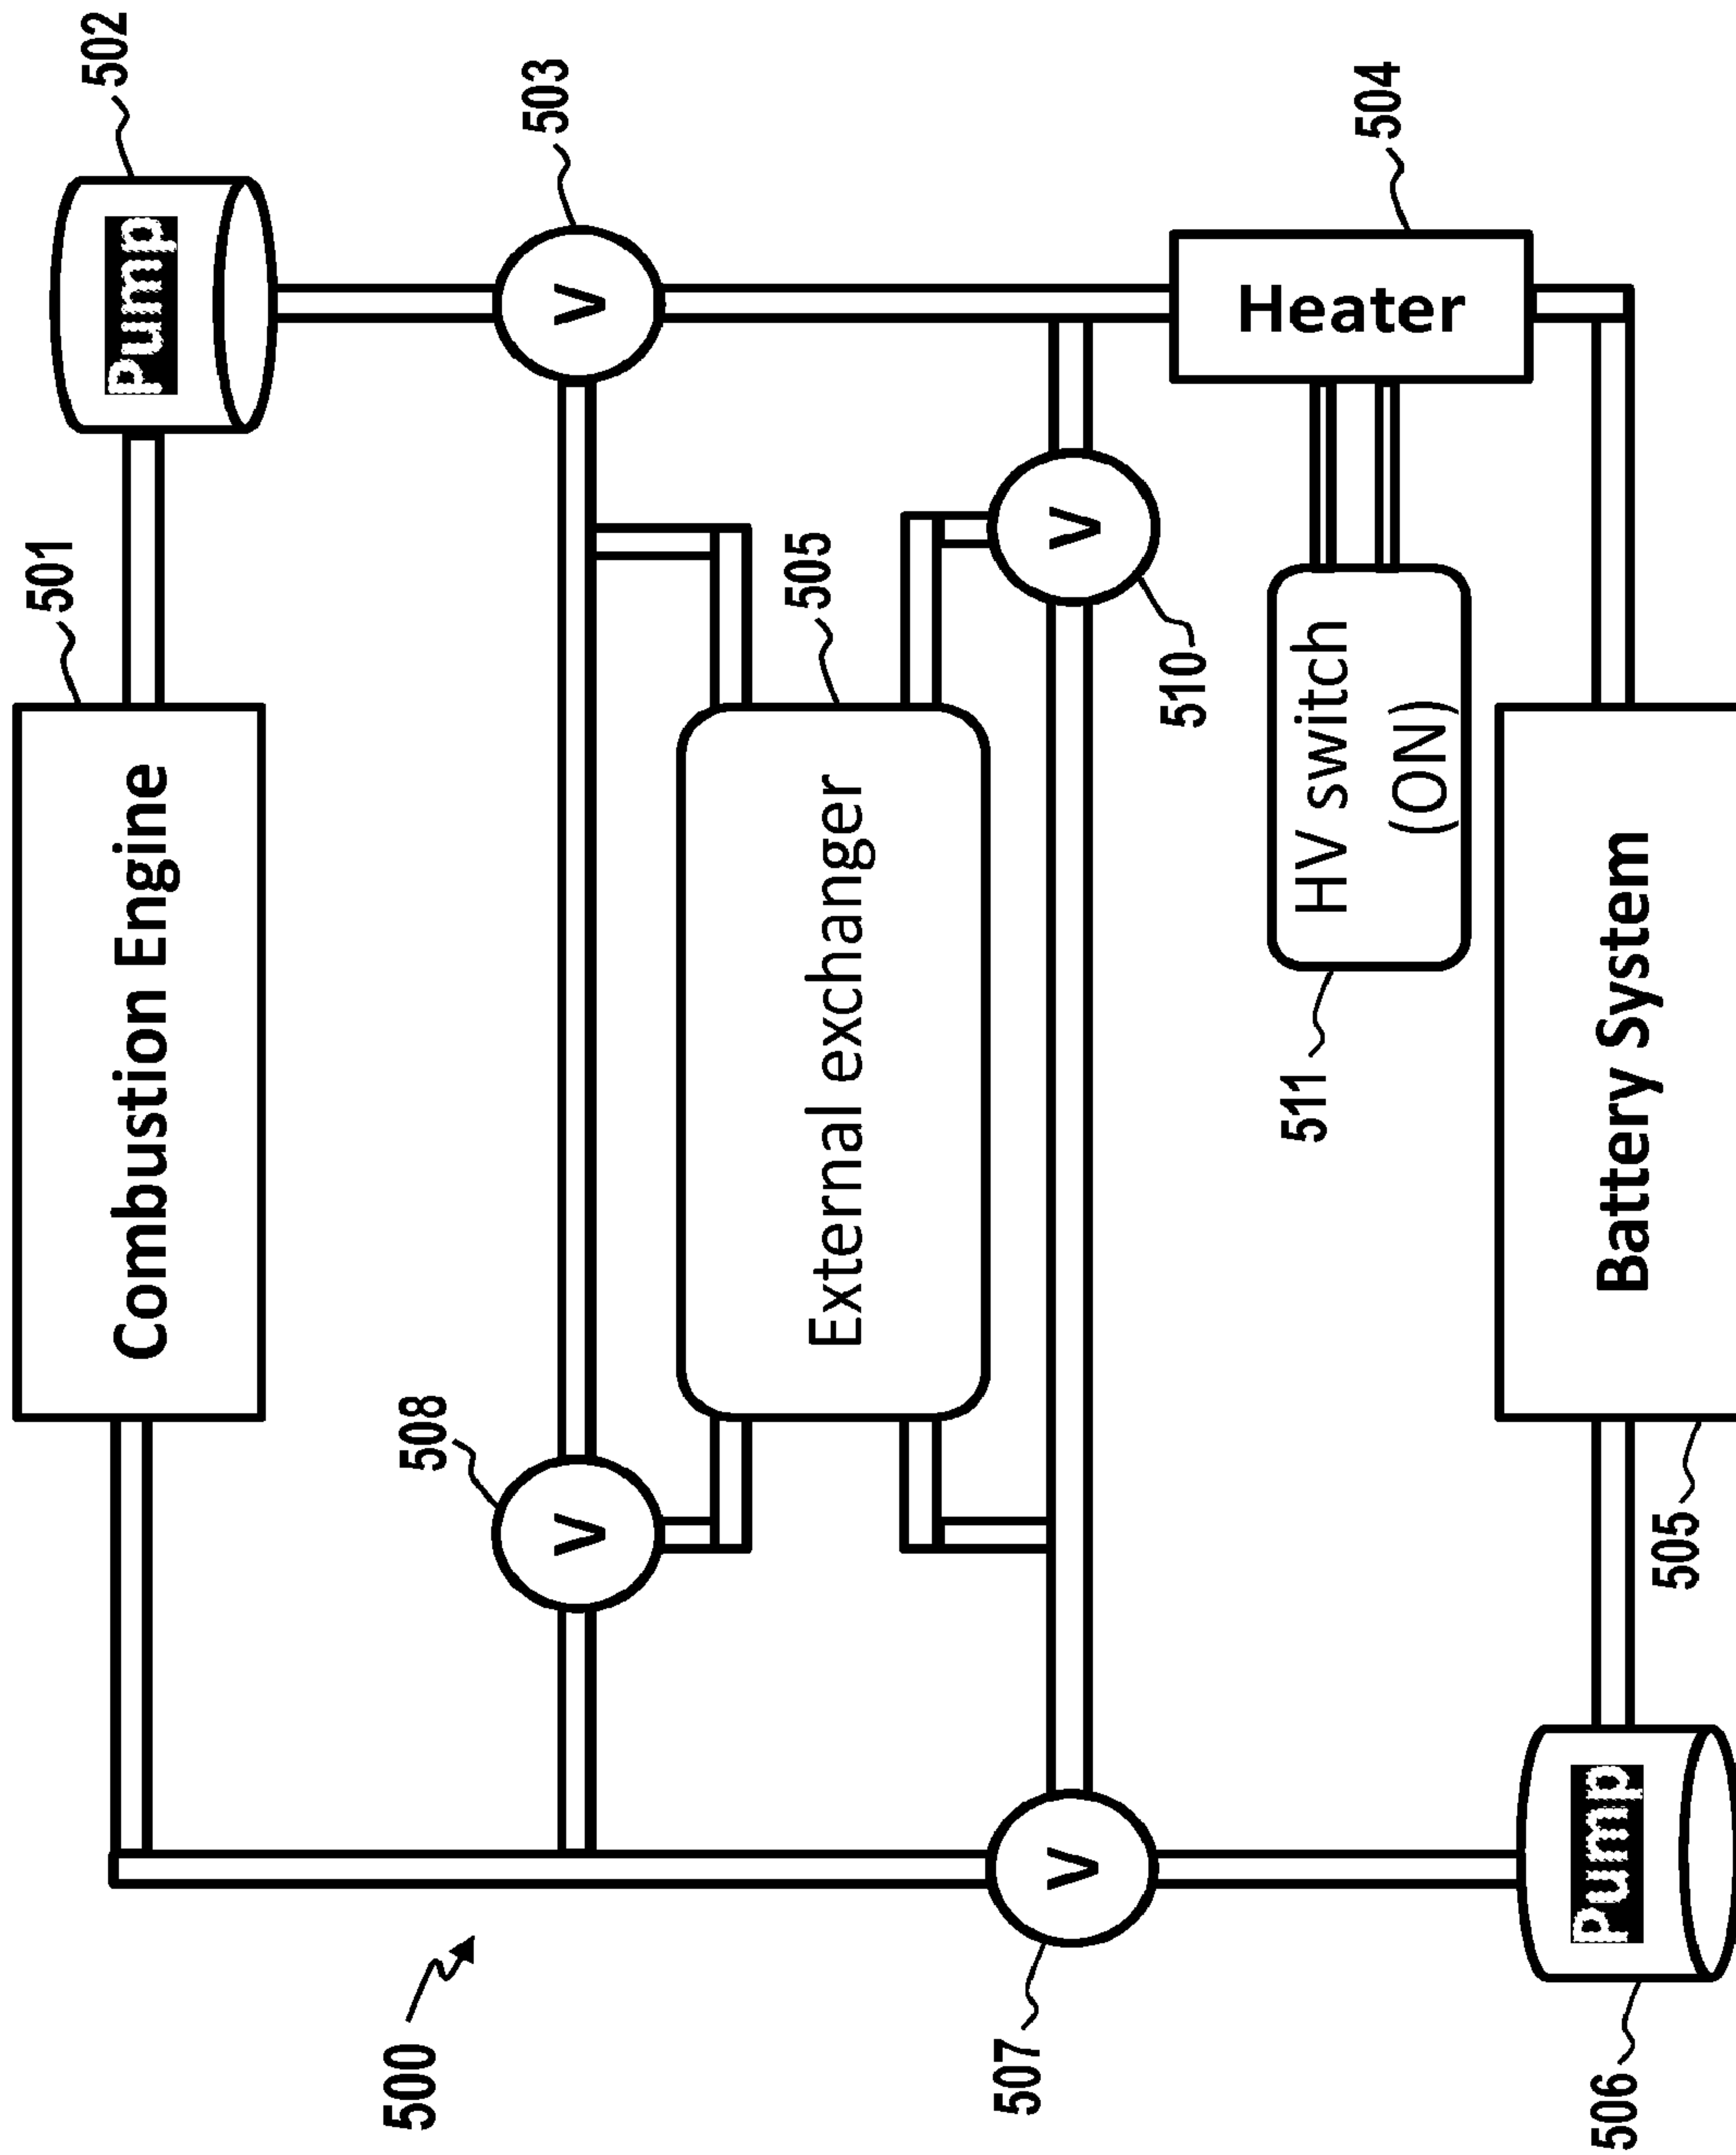 502
Pump
501
Combustion Engine
503
508
505
External exchanger
510
504
Heater
HV switch
(ON)
511
Battery System
505
500
507
506
Pump
V
V
V
V